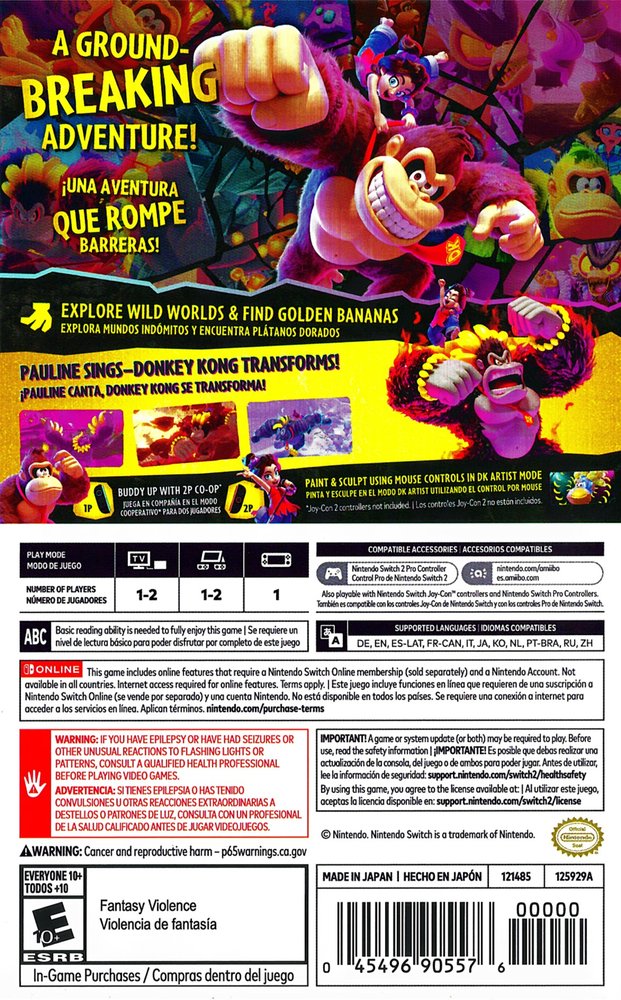 A GROUND-
BREAKING
ADVENTURE!
¡UNA AVENTURA
QUE ROMPE
BARRERAS!
EXPLORE WILD WORLDS & FIND GOLDEN BANANAS
EXPLORA MUNDOS INDÓMITOS Y ENCUENTRA PLÁTANOS DORADOS
PAULINE SINGS—DONKEY KONG TRANSFORMS!
¡PAULINE CANTA, DONKEY KONG SE TRANSFORMA!
1P
BUDDY UP WITH 2P CO-OP*
JUEGA EN COMPAÑÍA EN EL MODO
COOPERATIVO* PARA DOS JUGADORES
2P
PAINT & SCULPT USING MOUSE CONTROLS IN DK ARTIST MODE
PINTA Y ESCULPE EN EL MODO DK ARTIST UTILIZANDO EL CONTROL POR MOUSE
*Joy-Con 2 controllers not included. | Los controles Joy-Con 2 no están incluidos.
PLAY MODE
MODO DE JUEGO
TV
NUMBER OF PLAYERS
NÚMERO DE JUGADORES
1-2
1-2
1
COMPATIBLE ACCESSORIES | ACCESORIOS COMPATIBLES
Nintendo Switch 2 Pro Controller
Control Pro de Nintendo Switch 2
nintendo.com/amiibo
es.amiibo.com
Also playable with Nintendo Switch Joy-Con™ controllers and Nintendo Switch Pro Controllers.
También es compatible con los controles Joy-Con de Nintendo Switch y con los controles Pro de Nintendo Switch.
ABC
Basic reading ability is needed to fully enjoy this game | Se requiere un
nivel de lectura básico para poder disfrutar por completo de este juego
A
SUPPORTED LANGUAGES | IDIOMAS COMPATIBLES
DE, EN, ES-LAT, FR-CAN, IT, JA, KO, NL, PT-BRA, RU, ZH
ONLINE This game includes online features that require a Nintendo Switch Online membership (sold separately) and a Nintendo Account. Not
available in all countries. Internet access required for online features. Terms apply. | Este juego incluye funciones en línea que requieren de una suscripción a
Nintendo Switch Online (se vende por separado) y una cuenta Nintendo. No está disponible en todos los países. Se requiere una conexión a internet para
acceder a los servicios en línea. Aplican términos. nintendo.com/purchase-terms
WARNING: IF YOU HAVE EPILEPSY OR HAVE HAD SEIZURES OR
OTHER UNUSUAL REACTIONS TO FLASHING LIGHTS OR
PATTERNS, CONSULT A QUALIFIED HEALTH PROFESSIONAL
BEFORE PLAYING VIDEO GAMES.
ADVERTENCIA: SI TIENES EPILEPSIA O HAS TENIDO
CONVULSIONES U OTRAS REACCIONES EXTRAORDINARIAS A
DESTELLOS O PATRONES DE LUZ, CONSULTA CON UN PROFESIONAL
DE LA SALUD CALIFICADO ANTES DE JUGAR VIDEOJUEGOS.
IMPORTANT! A game or system update (or both) may be required to play. Before
use, read the safety information | ¡IMPORTANTE! Es posible que debas realizar una
actualización de la consola, del juego o de ambos para poder jugar. Antes de utilizar,
lee la información de seguridad: support.nintendo.com/switch2/healthsafety
By using this game, you agree to the license available at: | Al utilizar este juego,
aceptas la licencia disponible en: support.nintendo.com/switch2/license
© Nintendo. Nintendo Switch is a trademark of Nintendo.
Official
Nintendo
Seal
WARNING: Cancer and reproductive harm – p65warnings.ca.gov
EVERYONE 10+
TODOS +10
E
10+
ESRB
Fantasy Violence
Violencia de fantasía
In-Game Purchases / Compras dentro del juego
MADE IN JAPAN | HECHO EN JAPÓN
121485
125929A
00000
0 45496 90557 6